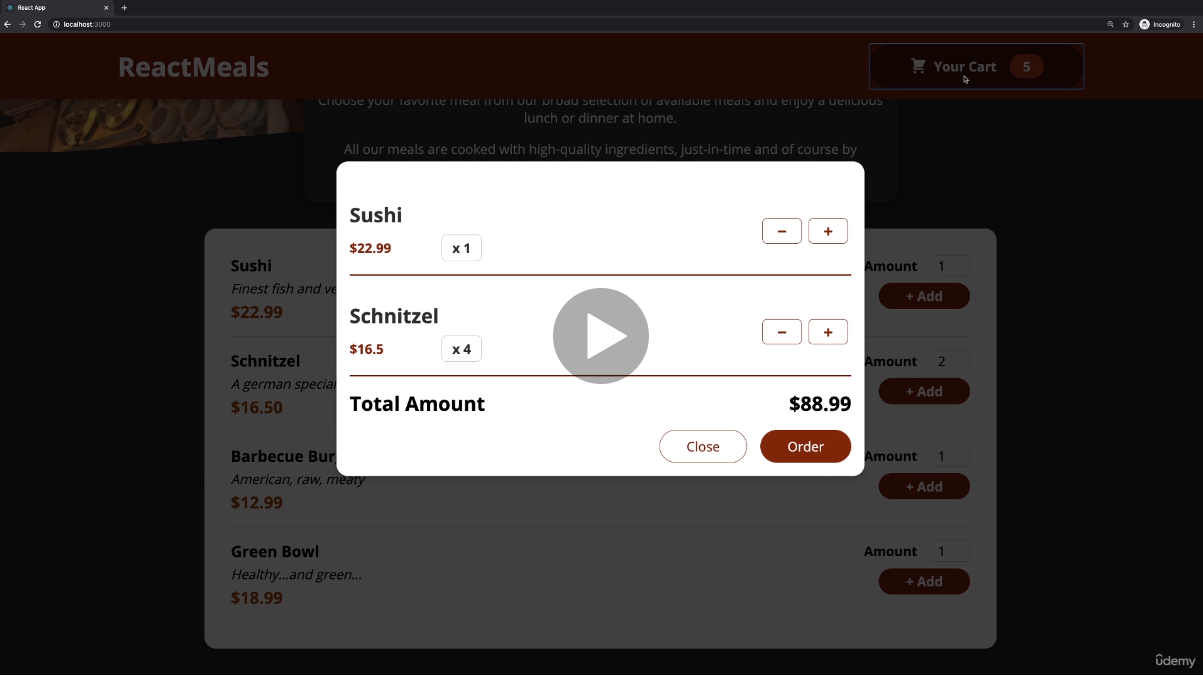 React App
localhost:3000
Incognito
ReactMeals
Your Cart 5
Choose your favorite meal from our broad selection of available meals and enjoy a delicious
lunch or dinner at home.
All our meals are cooked with high-quality ingredients, just-in-time and of course by
Sushi
$22.99 x 1
− +
Schnitzel
$16.5 x 4
− +
Total Amount $88.99
Close Order
Sushi
Finest fish and ve
$22.99
Amount 1
+ Add
Schnitzel
A german special
$16.50
Amount 2
+ Add
Barbecue Bur
American, raw, meaty
$12.99
Amount 1
+ Add
Green Bowl
Healthy...and green...
$18.99
Amount 1
+ Add
ûdemy